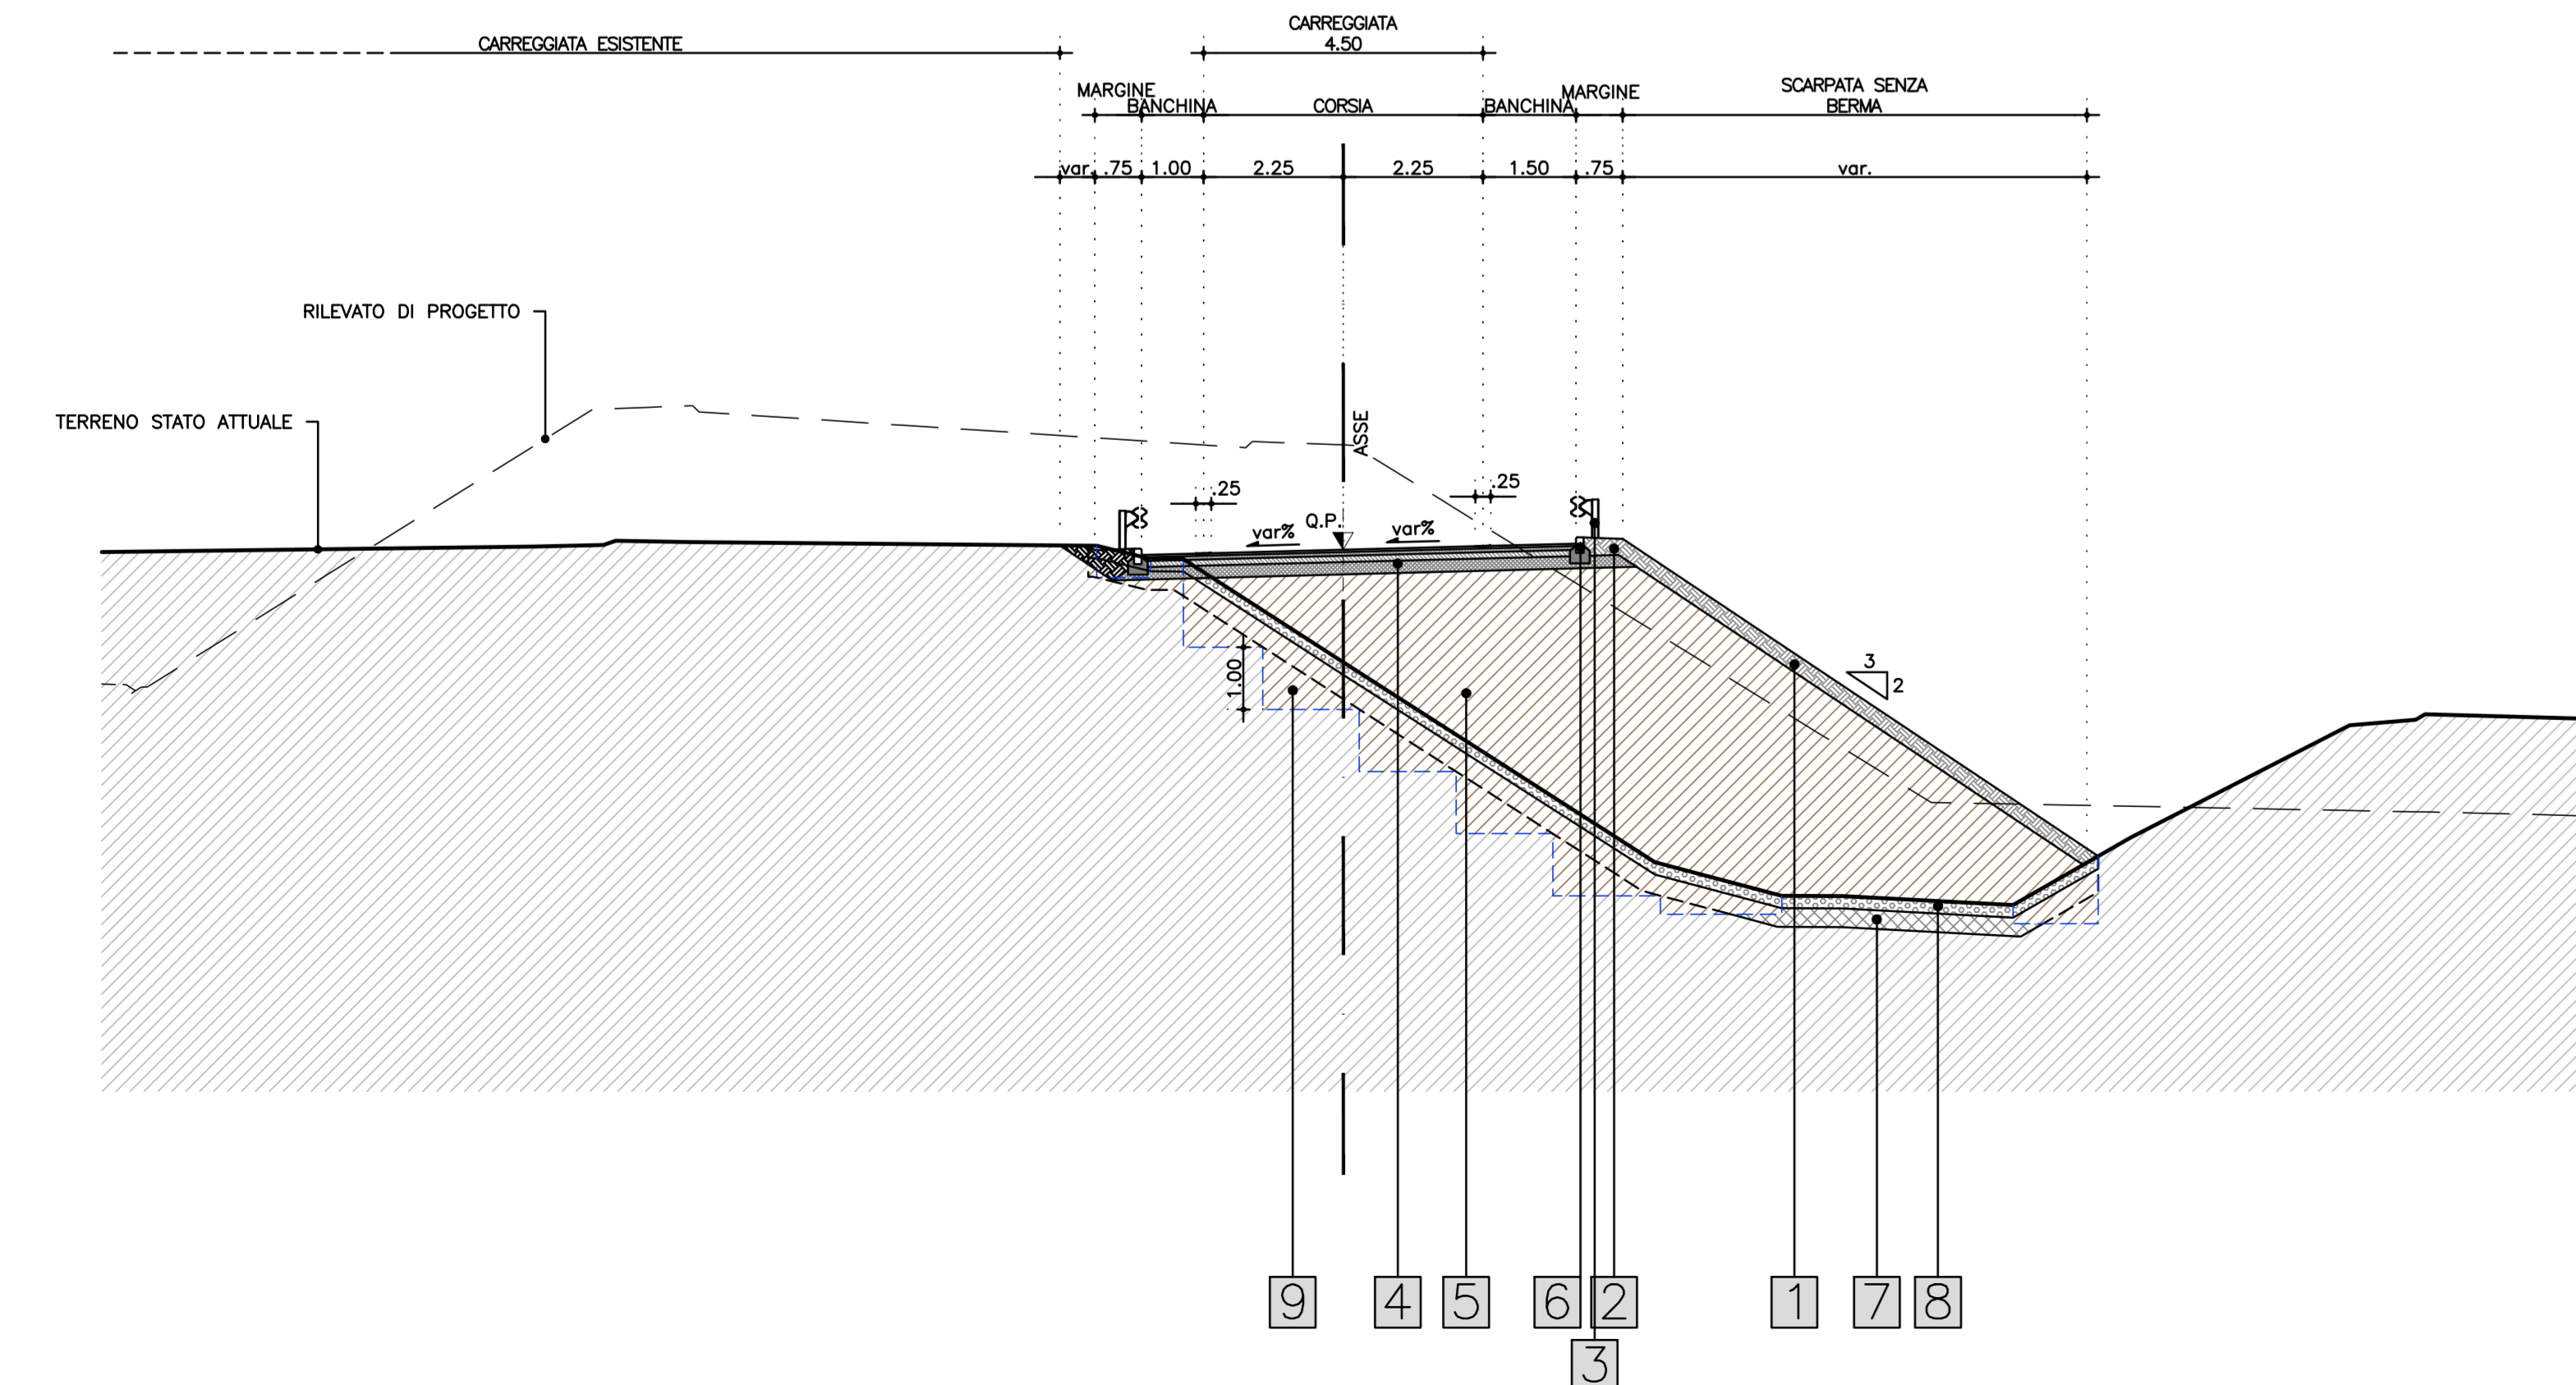 CARREGGIATA
CARREGGIATA ESISTENTE
4.50
MARGINE
BANCHINA
CORSIA
BANCHINA
MARGINE
SCARPATA SENZA
BERMA
var. .75 1.00 2.25 2.25 1.50 .75 var.
RILEVATO DI PROGETTO
TERRENO STATO ATTUALE
ASSE
.25
.25
var%
Q.P.
var%
1.00
3
2
9
4
5
6
2
1
7
8
3